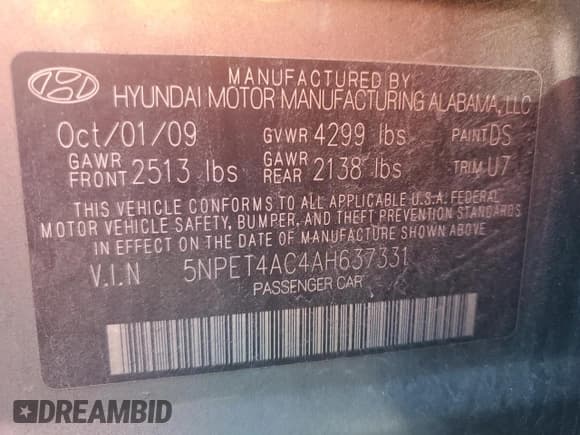 MANUFACTURED BY
HYUNDAI MOTOR MANUFACTURING ALABAMA, LLC
Oct/01/09 GVWR 4299 lbs PAINT DS
GAWR FRONT 2513 lbs GAWR REAR 2138 lbs TRIM U7
THIS VEHICLE CONFORMS TO ALL APPLICABLE U.S.A. FEDERAL
MOTOR VEHICLE SAFETY, BUMPER, AND THEFT PREVENTION STANDARDS
IN EFFECT ON THE DATE OF MANUFACTURE SHOWN ABOVE
V.I.N 5NPET4AC4AH637331
PASSENGER CAR
DREAMBID